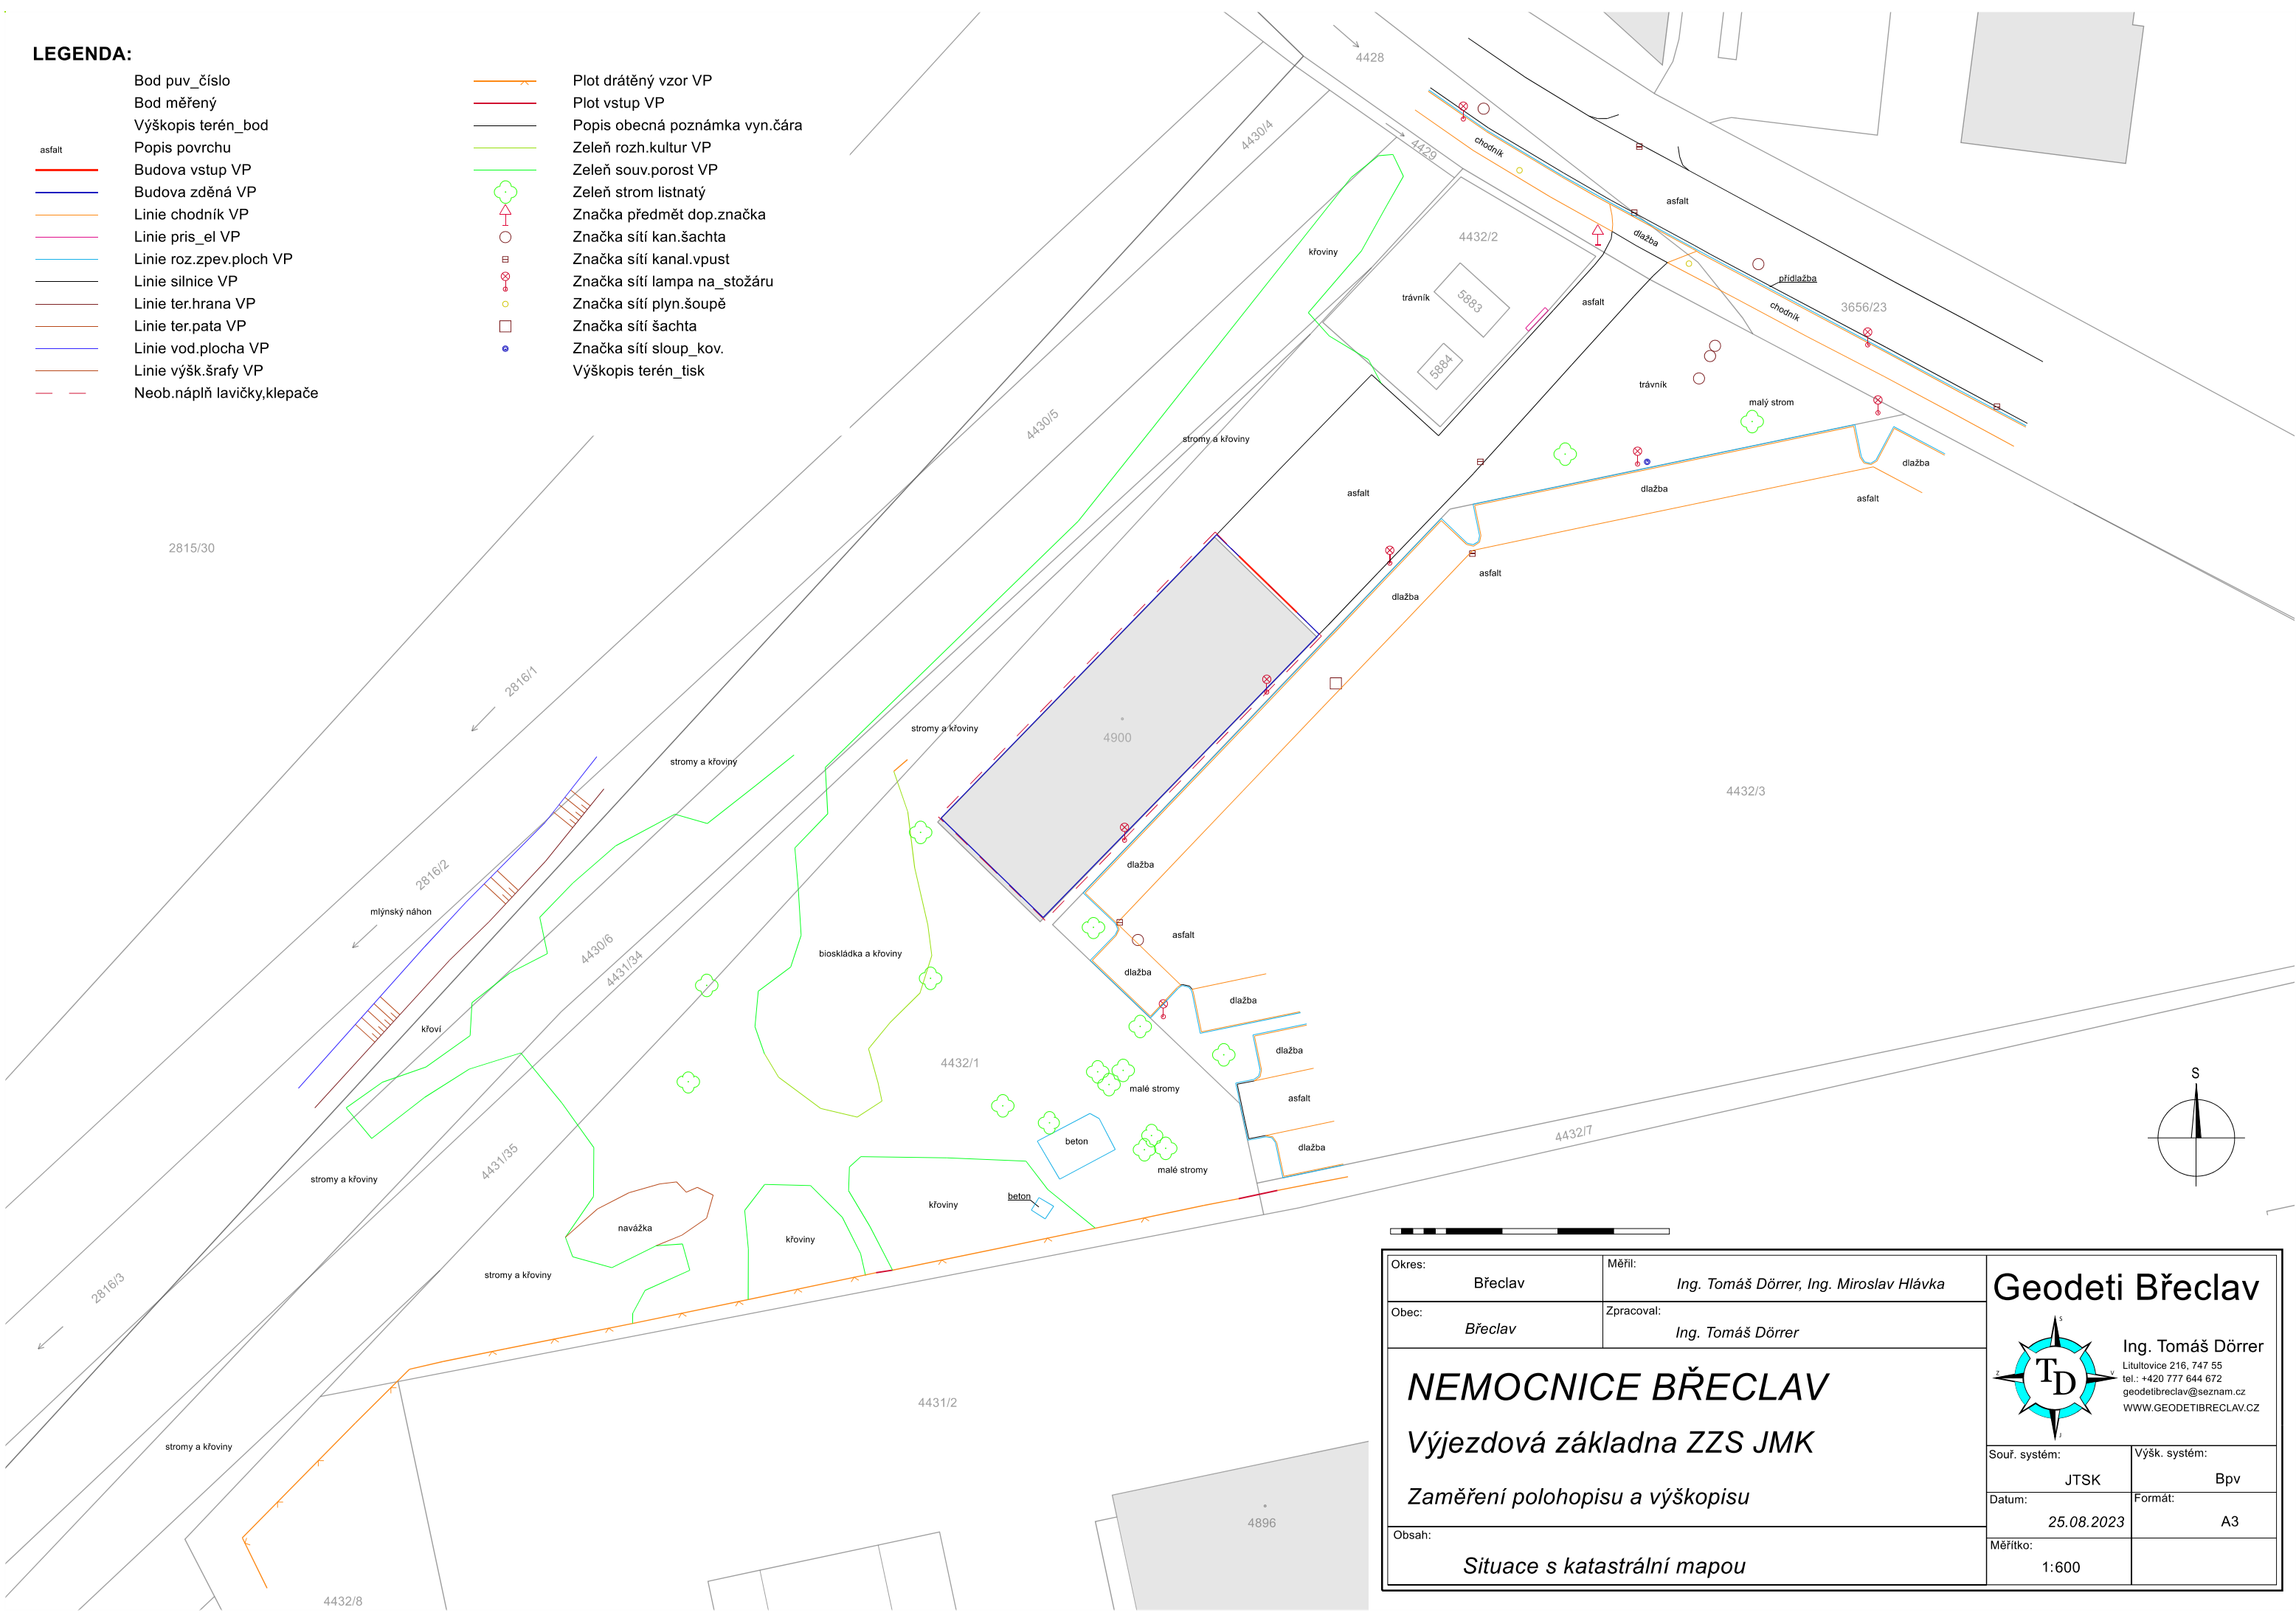 LEGENDA:
Bod puv_číslo
Bod měřený
Výškopis terén_bod
asfalt Popis povrchu
Budova vstup VP
Budova zděná VP
Linie chodník VP
Linie pris_el VP
Linie roz.zpev.ploch VP
Linie silnice VP
Linie ter.hrana VP
Linie ter.pata VP
Linie vod.plocha VP
Linie výšk.šrafy VP
Neob.náplň lavičky,klepače
Plot drátěný vzor VP
Plot vstup VP
Popis obecná poznámka vyn.čára
Zeleň rozh.kultur VP
Zeleň souv.porost VP
Zeleň strom listnatý
Značka předmět dop.značka
Značka sítí kan.šachta
Značka sítí kanal.vpust
Značka sítí lampa na_stožáru
Značka sítí plyn.šoupě
Značka sítí šachta
Značka sítí sloup_kov.
Výškopis terén_tisk
4428
4430/4
4429
chodník
asfalt
4432/2
dlažba
křoviny
přídlažba
trávník
5883
asfalt
chodník
3656/23
5884
trávník
malý strom
4430/5
stromy a křoviny
dlažba
asfalt
dlažba
asfalt
2815/30
asfalt
dlažba
2816/1
stromy a křoviny
4900
stromy a křoviny
4432/3
dlažba
2816/2
mlýnský náhon
asfalt
4430/6
4431/34
bioskládka a křoviny
dlažba
dlažba
křoví
dlažba
4432/1
malé stromy
asfalt
S
4432/7
beton
dlažba
4431/35
malé stromy
stromy a křoviny
beton
křoviny
navážka
křoviny
stromy a křoviny
2816/3
4431/2
stromy a křoviny
4896
4432/8
Okres:
Břeclav
Měřil:
Ing. Tomáš Dörrer, Ing. Miroslav Hlávka
Obec:
Břeclav
Zpracoval:
Ing. Tomáš Dörrer
NEMOCNICE BŘECLAV
Výjezdová základna ZZS JMK
Zaměření polohopisu a výškopisu
Obsah:
Situace s katastrální mapou
Geodeti Břeclav
S
Z
V
J
TD
Ing. Tomáš Dörrer
Litultovice 216, 747 55
tel.: +420 777 644 672
geodetibreclav@seznam.cz
WWW.GEODETIBRECLAV.CZ
Souř. systém:
JTSK
Výšk. systém:
Bpv
Datum:
25.08.2023
Formát:
A3
Měřítko:
1:600